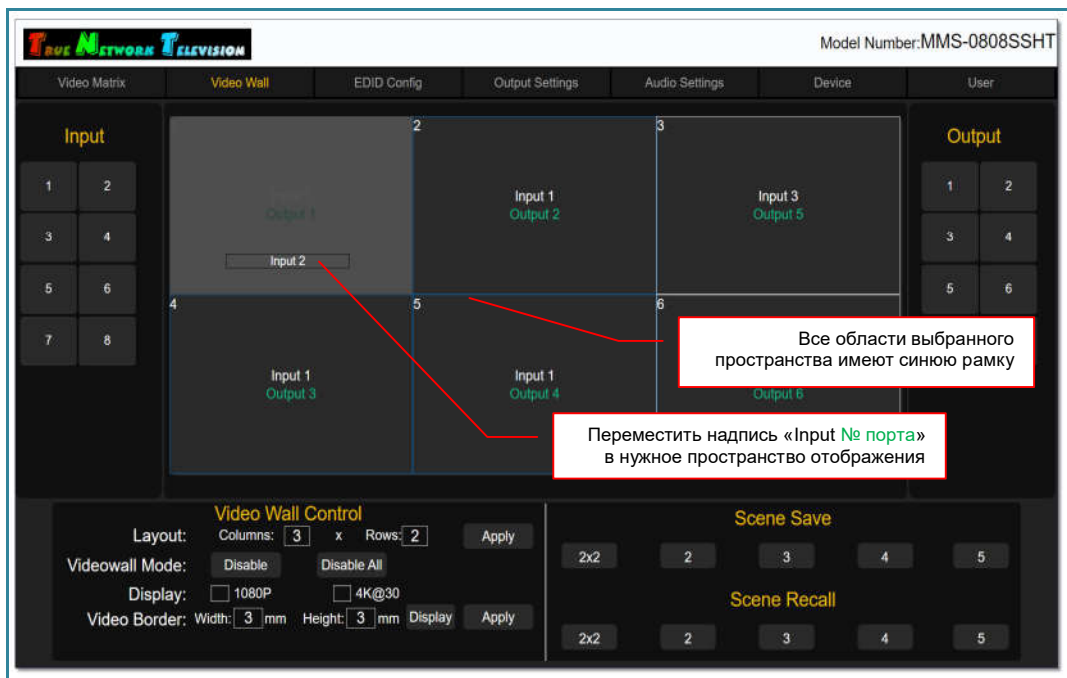 True Network Television
Model Number:MMS-0808SSHT
Video Matrix Video Wall EDID Config Output Settings Audio Settings Device User
Input
1 2
3 4
5 6
7 8
Output 1
Input 2
2
Input 1
Output 2
3
Input 3
Output 5
4
Input 1
Output 3
5
Input 1
Output 4
6
Output 6
Output
1 2
3 4
5 6
Все области выбранного
пространства имеют синюю рамку
Переместить надпись «Input № порта»
в нужное пространство отображения
Video Wall Control
Layout: Columns: 3 x Rows: 2 Apply
Videowall Mode: Disable Disable All
Display: 1080P 4K@30
Video Border: Width: 3 mm Height: 3 mm Display Apply
Scene Save
2x2 2 3 4 5
Scene Recall
2x2 2 3 4 5